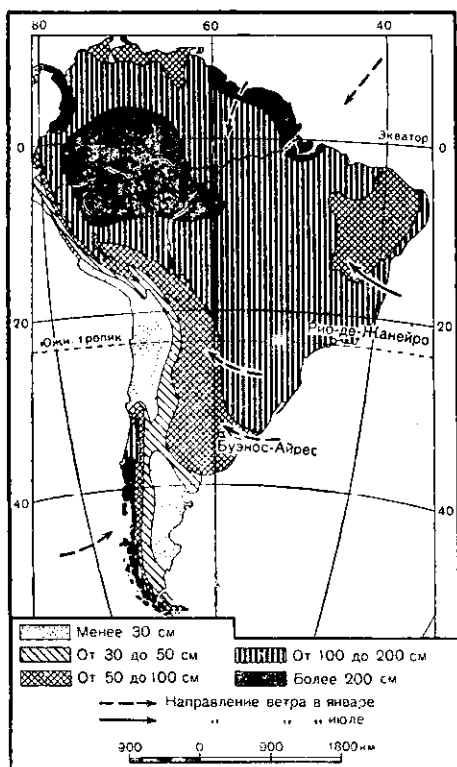 80 60 40
Экватор
0 0
20 20
Южн. тропик
Рио-де-Жанейро
Буэнос-Айрес
40 40
Менее 30 см
От 30 до 50 см От 100 до 200 см
От 50 до 100 см Более 200 см
Направление ветра в январе
" " " июле
900 0 900 1800 км